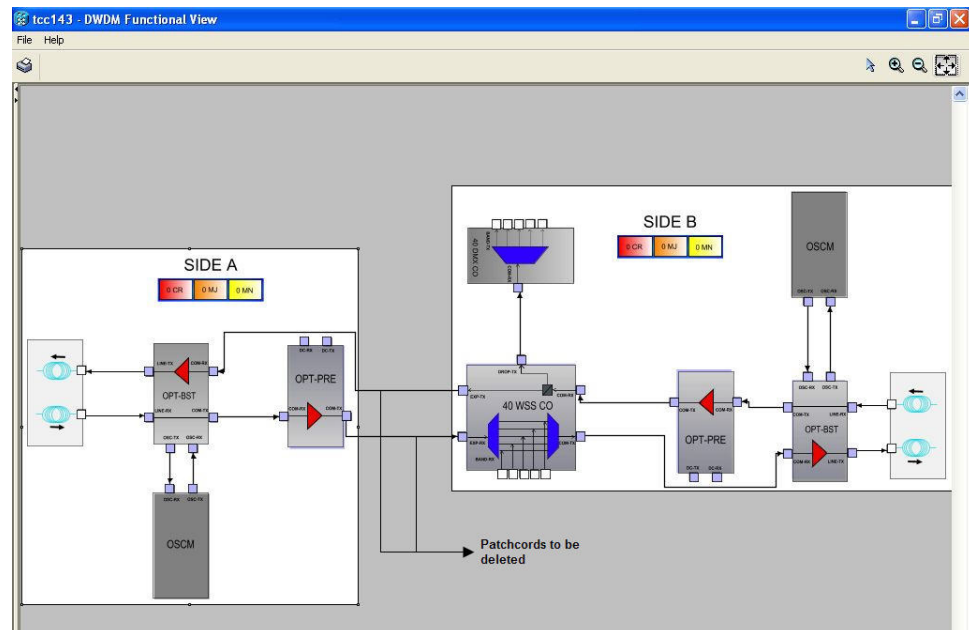 tcc143 - DWDM Functional View
File Help
SIDE A
0 CR 0 MJ 0 MN
LINE-TX COM-RX
OPT-BST
LINE-RX COM-TX
OSC-TX OSC-RX
DC-RX DC-TX
OPT-PRE
COM-RX COM-TX
OSC-RX OSC-TX
OSCM
SIDE B
0 CR 0 MJ 0 MN
40 DMX CO
COM-RX
DROP-TX
EXP-TX COM-RX
40 WSS CO
EXP-RX COM-TX
COM-TX COM-RX
OPT-PRE
DC-TX DC-RX
OSCM
OSC-TX OSC-RX
OSC-RX OSC-TX
COM-TX LINE-RX
OPT-BST
COM-RX LINE-TX
Patchcords to be
deleted